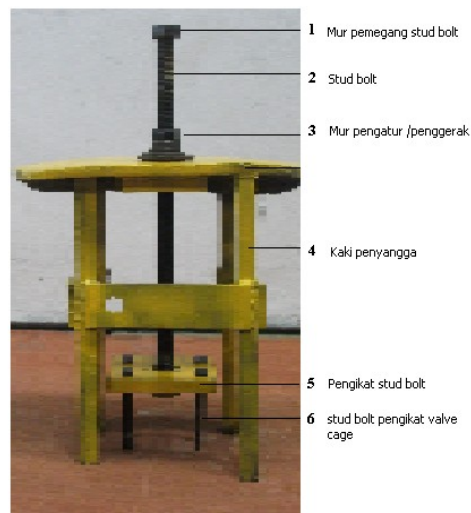 1 Mur pemegang stud bolt
2 Stud bolt
3 Mur pengatur /penggerak
4 Kaki penyangga
5 Pengikat stud bolt
6 stud bolt pengikat valve
cage